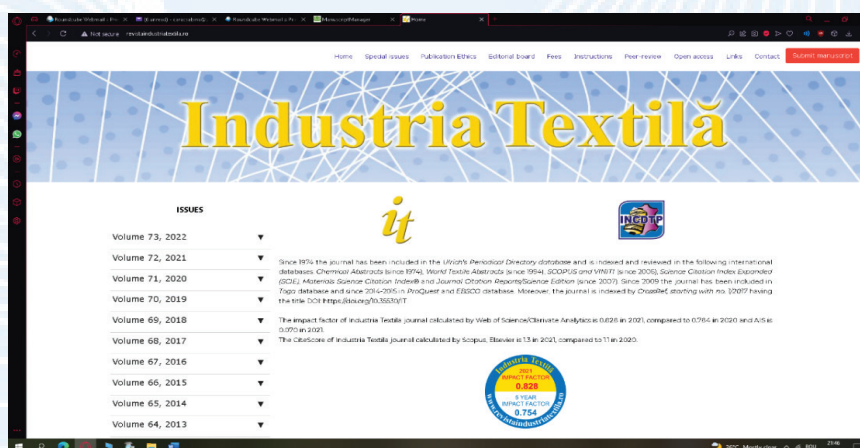 Not secure revistaindustriatextila.ro
Home Special issues Publication Ethics Editorial board Fees Instructions Peer-review Open access Links Contact Submit manuscript
Industria Textilă
ISSUES
Volume 73, 2022
Volume 72, 2021
Volume 71, 2020
Volume 70, 2019
Volume 69, 2018
Volume 68, 2017
Volume 67, 2016
Volume 66, 2015
Volume 65, 2014
Volume 64, 2013
it
INCDTP
Since 1974 the journal has been included in the Ulrich's Periodical Directory database and is indexed and reviewed in the following international
databases: Chemical Abstracts (since 1974), World Textile Abstracts (since 1994), SCOPUS and VINITI (since 2005), Science Citation Index Expanded
(SCIE), Materials Science Citation Index® and Journal Citation Reports/Science Edition (since 2007). Since 2009 the journal has been included in
Toga database and since 2014-2015 in ProQuest and EBSCO database. Moreover, the journal is indexed by CrossRef, starting with no. 1/2017 having
the title DOI: https://doi.org/10.35530/IT
The impact factor of Industria Textila journal calculated by Web of Science/Clarivate Analytics is 0.828 in 2021, compared to 0.784 in 2020 and AIS is
0.070 in 2021.
The CiteScore of Industria Textila journal calculated by Scopus, Elsevier is 1.3 in 2021, compared to 1.1 in 2020.
Industria Textilă
2021
IMPACT FACTOR
0.828
5 YEAR
IMPACT FACTOR
0.754
www.revistaindustriatextila.ro
26°C Mostly clear ROU 21:46